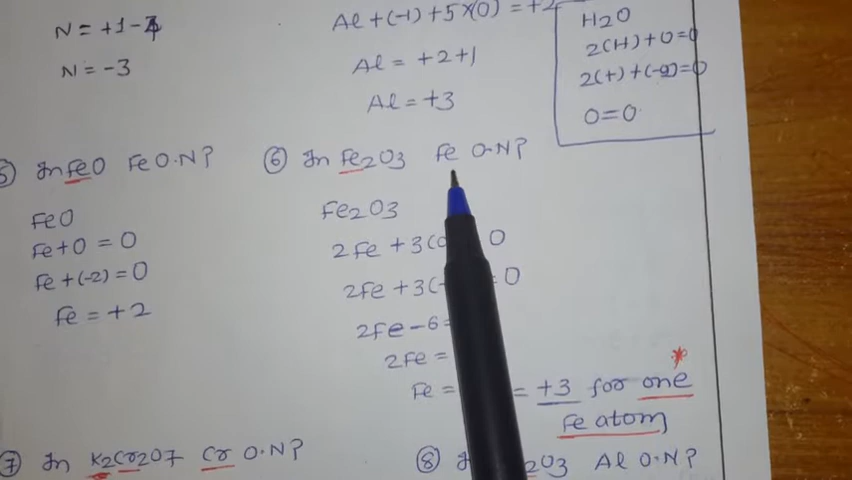 N = +1-4
N = -3
Al + (-1) + 5×(0) = +2
Al = +2+1
Al = +3
H2O
2(H) + O = 0
2(+) + (-2) = 0
O = 0
5) In FeO Fe O.N?
FeO
Fe + O = 0
Fe + (-2) = 0
Fe = +2
6) In Fe2O3 Fe O.N?
Fe2O3
2Fe + 3( 0
2Fe + 3(- = 0
2Fe - 6 =
2Fe =
Fe = = +3 for one *
Fe atom
7) In K2Cr2O7 Cr O.N?
8) 2O3 Al O.N?